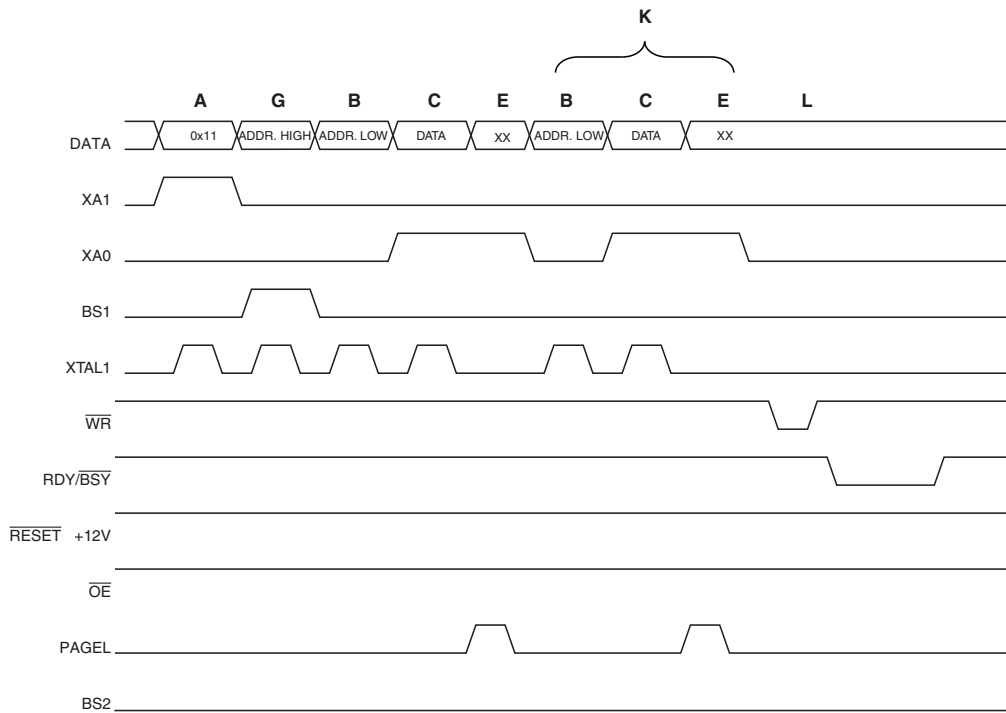 K
A G B C E B C E L
DATA 0x11 ADDR. HIGH ADDR. LOW DATA XX ADDR. LOW DATA XX
XA1
XA0
BS1
XTAL1
WR
RDY/BSY
RESET +12V
OE
PAGEL
BS2